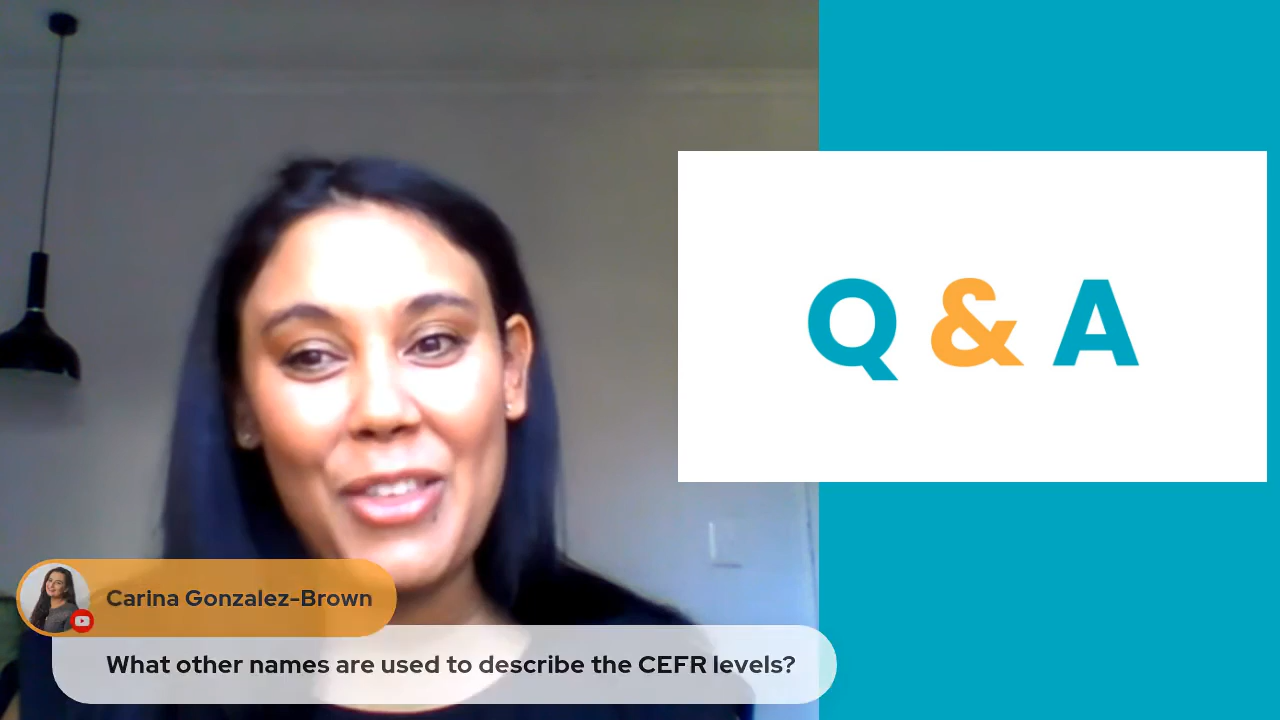 Q & A
Carina Gonzalez-Brown
What other names are used to describe the CEFR levels?